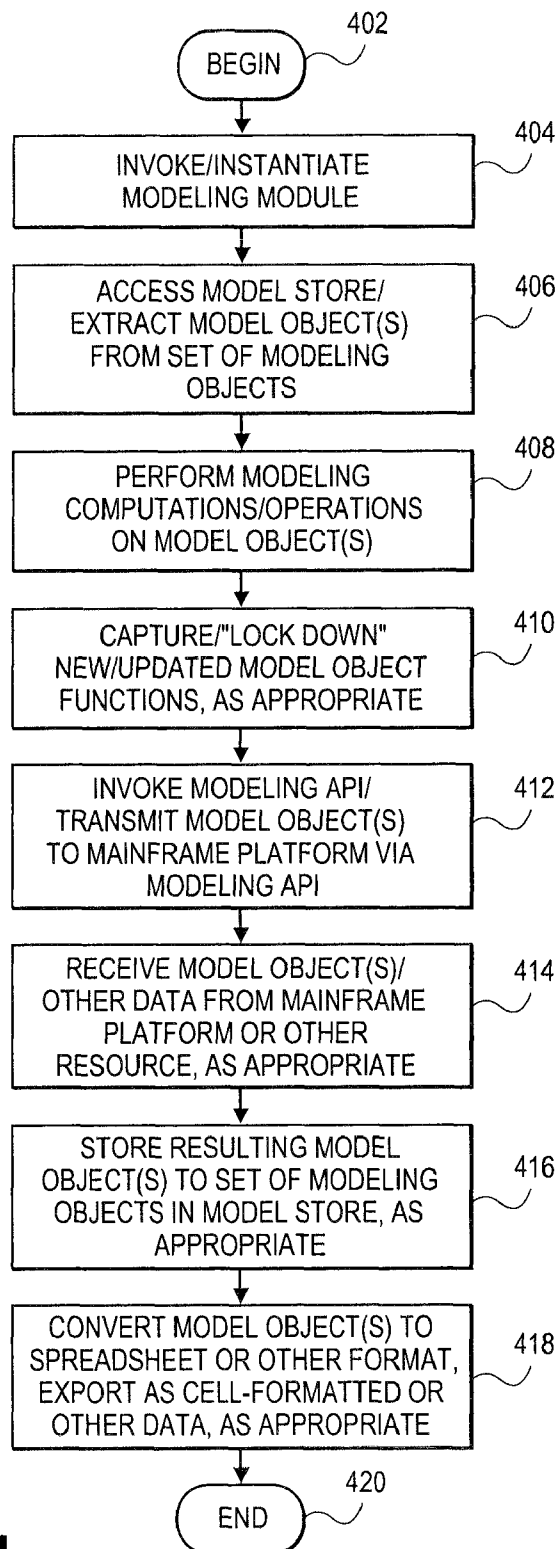 402
BEGIN
404
INVOKE/INSTANTIATE
MODELING MODULE
406
ACCESS MODEL STORE/
EXTRACT MODEL OBJECT(S)
FROM SET OF MODELING
OBJECTS
408
PERFORM MODELING
COMPUTATIONS/OPERATIONS
ON MODEL OBJECT(S)
410
CAPTURE/"LOCK DOWN"
NEW/UPDATED MODEL OBJECT
FUNCTIONS, AS APPROPRIATE
412
INVOKE MODELING API/
TRANSMIT MODEL OBJECT(S)
TO MAINFRAME PLATFORM VIA
MODELING API
414
RECEIVE MODEL OBJECT(S)/
OTHER DATA FROM MAINFRAME
PLATFORM OR OTHER
RESOURCE, AS APPROPRIATE
416
STORE RESULTING MODEL
OBJECT(S) TO SET OF MODELING
OBJECTS IN MODEL STORE, AS
APPROPRIATE
418
CONVERT MODEL OBJECT(S) TO
SPREADSHEET OR OTHER FORMAT,
EXPORT AS CELL-FORMATTED OR
OTHER DATA, AS APPROPRIATE
420
END